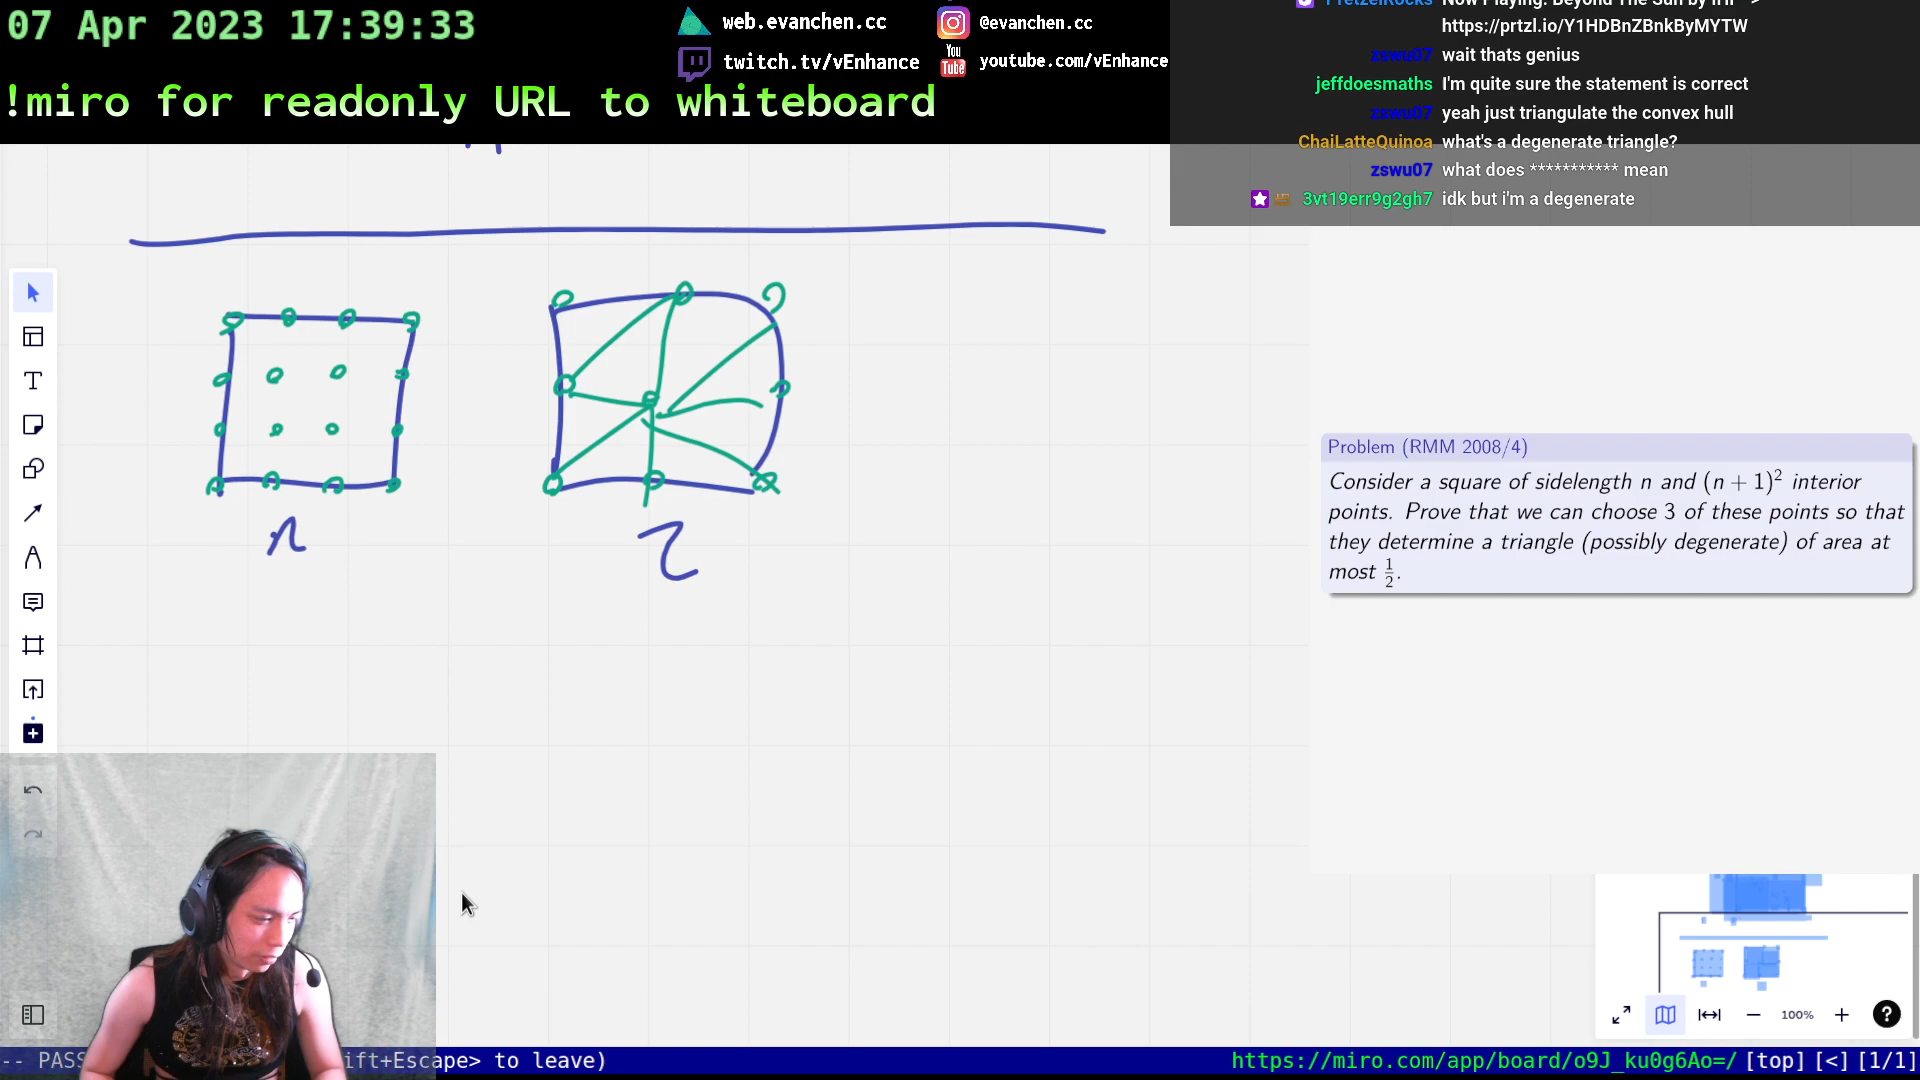 07 Apr 2023 17:39:33
web.evanchen.cc
@evanchen.cc
twitch.tv/vEnhance
You
Tube
youtube.com/vEnhance
!miro for readonly URL to whiteboard
https://prtzl.io/Y1HDBnZBnkByMYTW
zswu07 wait thats genius
jeffdoesmaths I'm quite sure the statement is correct
zswu07 yeah just triangulate the convex hull
ChaiLatteQuinoa what's a degenerate triangle?
zswu07 what does *********** mean
3vt19err9g2gh7 idk but i'm a degenerate
n
2
Problem (RMM 2008/4)
Consider a square of sidelength n and (n + 1)² interior
points. Prove that we can choose 3 of these points so that
they determine a triangle (possibly degenerate) of area at
most 1/2.
100%
-- PASS
ift+Escape> to leave)
https://miro.com/app/board/o9J_ku0g6Ao=/ [top] [<] [1/1]